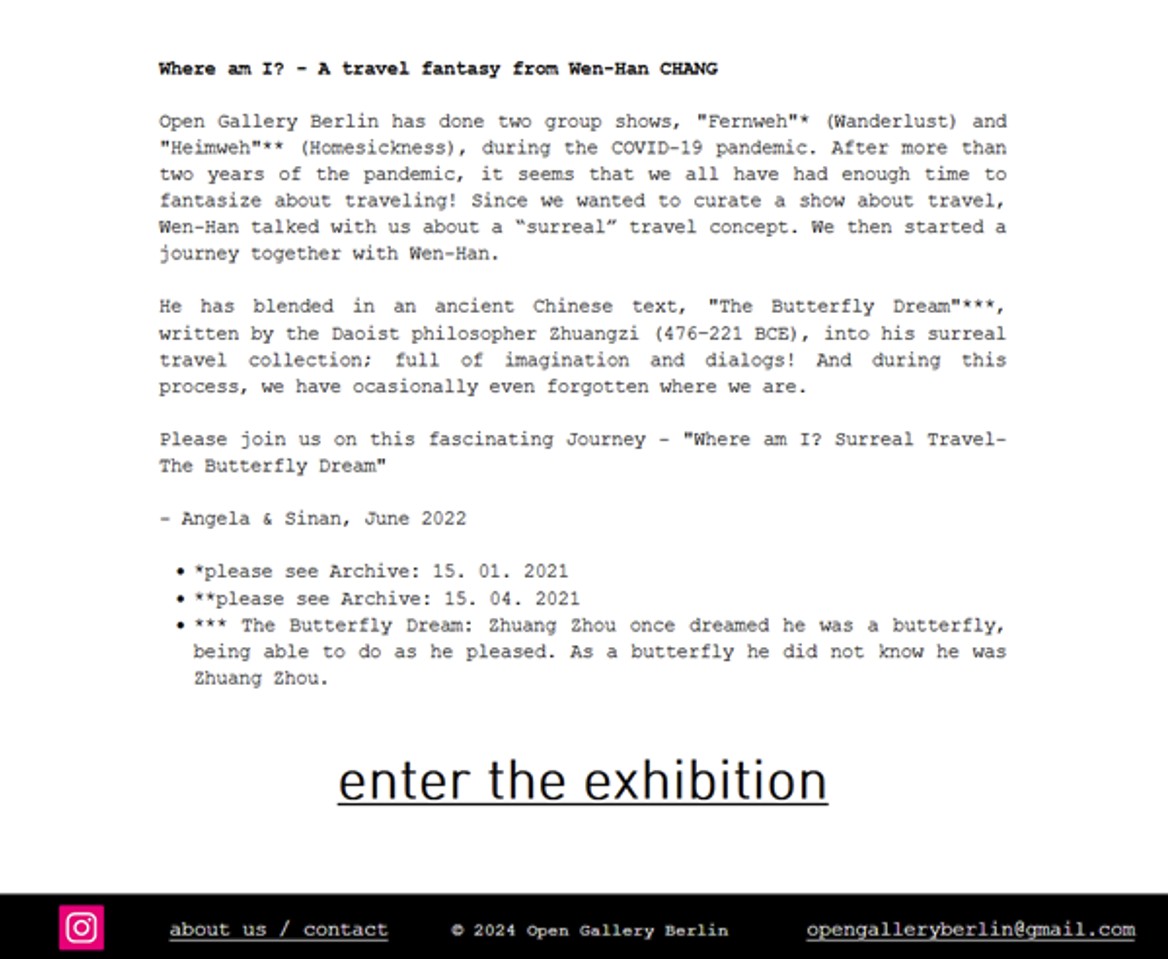 Where am I? - A travel fantasy from Wen-Han CHANG
Open Gallery Berlin has done two group shows, "Fernweh"* (Wanderlust) and
"Heimweh"** (Homesickness), during the COVID-19 pandemic. After more than
two years of the pandemic, it seems that we all have had enough time to
fantasize about traveling! Since we wanted to curate a show about travel,
Wen-Han talked with us about a “surreal” travel concept. We then started a
journey together with Wen-Han.
He has blended in an ancient Chinese text, "The Butterfly Dream"***,
written by the Daoist philosopher Zhuangzi (476-221 BCE), into his surreal
travel collection; full of imagination and dialogs! And during this
process, we have ocasionally even forgotten where we are.
Please join us on this fascinating Journey - "Where am I? Surreal Travel-
The Butterfly Dream"
- Angela & Sinan, June 2022
• *please see Archive: 15. 01. 2021
• **please see Archive: 15. 04. 2021
• *** The Butterfly Dream: Zhuang Zhou once dreamed he was a butterfly,
being able to do as he pleased. As a butterfly he did not know he was
Zhuang Zhou.
enter the exhibition
about us / contact © 2024 Open Gallery Berlin opengalleryberlin@gmail.com